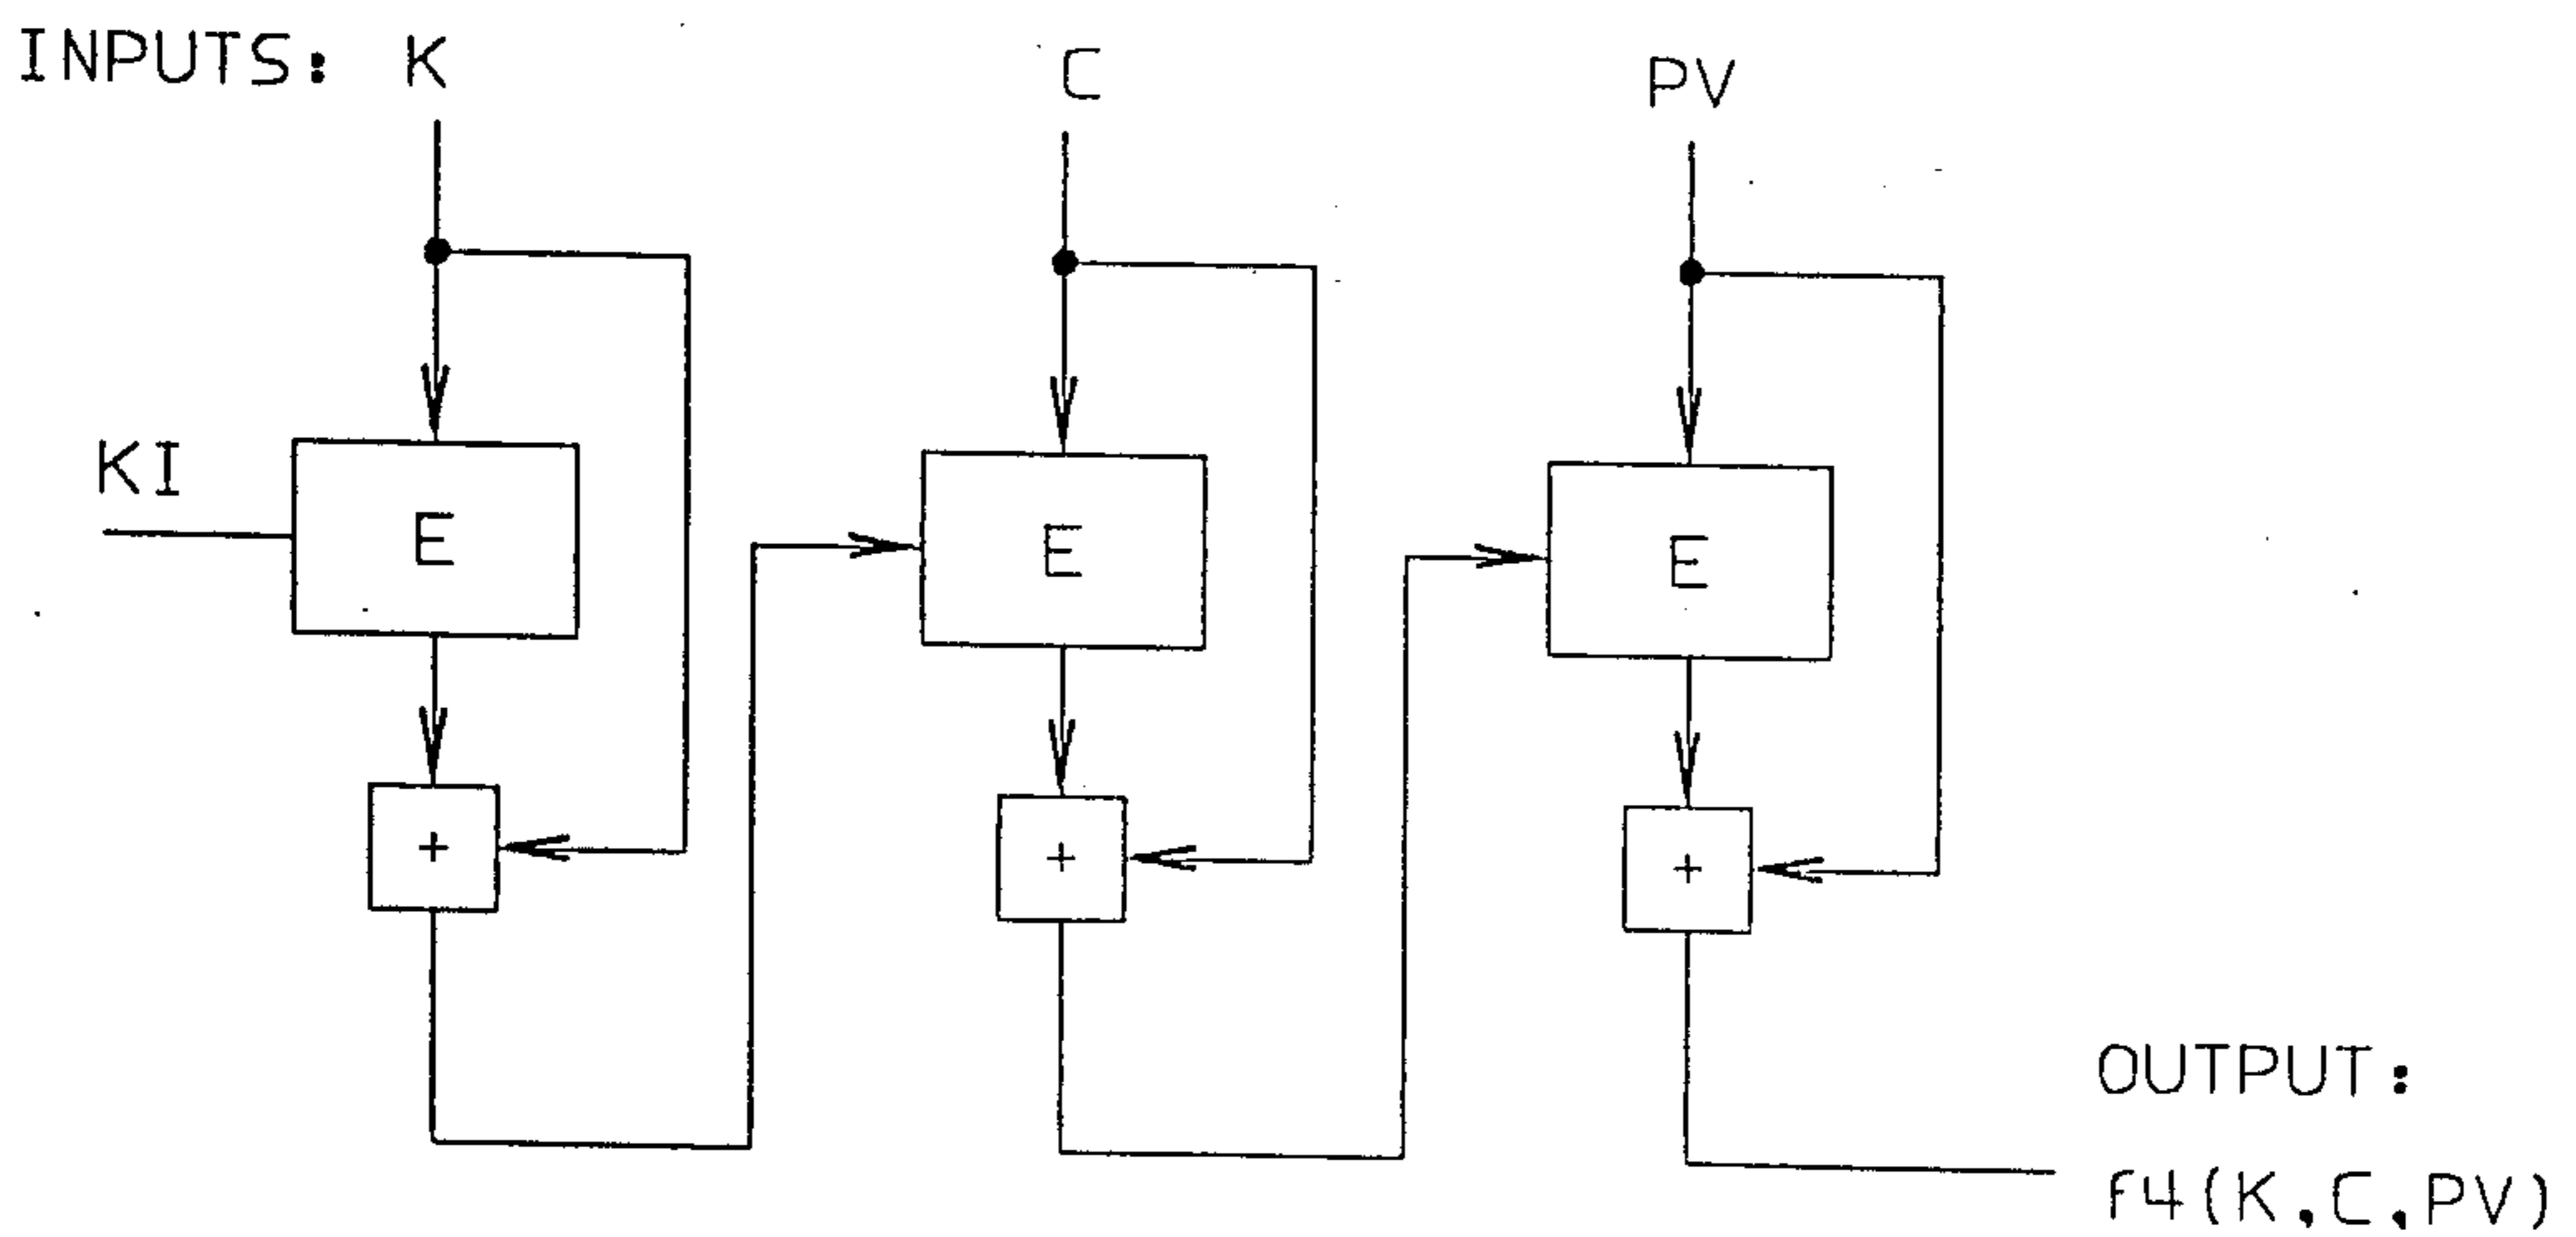 INPUTS: K
C
PV
KI
E
E
E
+
+
+
OUTPUT:
f4(K,C,PV)